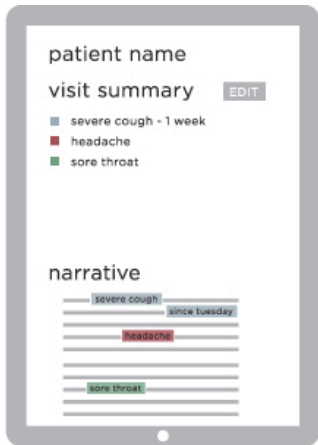 patient name
visit summary EDIT
severe cough - 1 week
headache
sore throat
narrative
severe cough
since tuesday
headache
sore throat